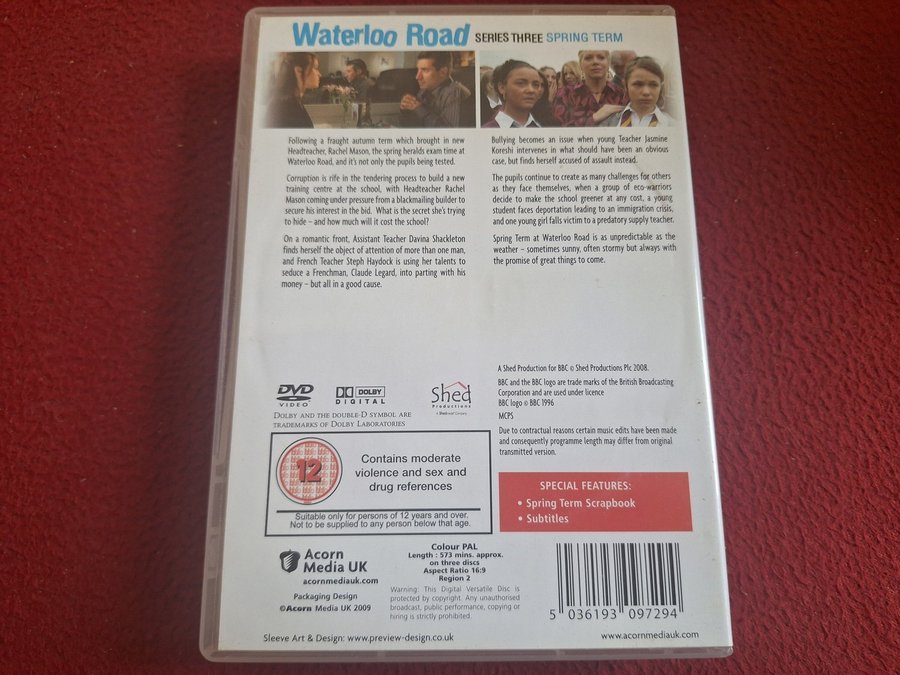 Waterloo Road SERIES THREE SPRING TERM
Following a fraught autumn term which brought in new
Headteacher, Rachel Mason, the spring heralds exam time at
Waterloo Road, and it's not only the pupils being tested.
Corruption is rife in the tendering process to build a new
training centre at the school, with Headteacher Rachel
Mason coming under pressure from a blackmailing builder to
secure his interest in the bid. What is the secret she's trying
to hide – and how much will it cost the school?
On a romantic front, Assistant Teacher Davina Shackleton
finds herself the object of attention of more than one man,
and French Teacher Steph Haydock is using her talents to
seduce a Frenchman, Claude Legard, into parting with his
money – but all in a good cause.
Bullying becomes an issue when young Teacher Jasmine
Koreshi intervenes in what should have been an obvious
case, but finds herself accused of assault instead.
The pupils continue to create as many challenges for others
as they face themselves, when a group of eco-warriors
decide to make the school greener at any cost, a young
student faces deportation leading to an immigration crisis,
and one young girl falls victim to a predatory supply teacher.
Spring Term at Waterloo Road is as unpredictable as the
weather – sometimes sunny, often stormy but always with
the promise of great things to come.
DVD
VIDEO
DOLBY
DIGITAL
Shed
Productions
DOLBY AND THE DOUBLE-D SYMBOL ARE
TRADEMARKS OF DOLBY LABORATORIES
A Shed Production for BBC © Shed Productions Plc 2008.
BBC and the BBC logo are trade marks of the British Broadcasting
Corporation and are used under licence
BBC logo © BBC 1996
MCPS
Due to contractual reasons certain music edits have been made
and consequently programme length may differ from original
transmitted version.
12
Contains moderate
violence and sex and
drug references
Suitable only for persons of 12 years and over.
Not to be supplied to any person below that age.
SPECIAL FEATURES:
• Spring Term Scrapbook
• Subtitles
Acorn
Media UK
acornmediauk.com
Packaging Design
©Acorn Media UK 2009
Colour PAL
Length : 573 mins. approx.
on three discs
Aspect Ratio 16:9
Region 2
Warning: This Digital Versatile Disc is
protected by copyright. Any unauthorised
broadcast, public performance, copying or
hiring is strictly prohibited.
5 036193 097294
Sleeve Art & Design: www.preview-design.co.uk
www.acornmediauk.com